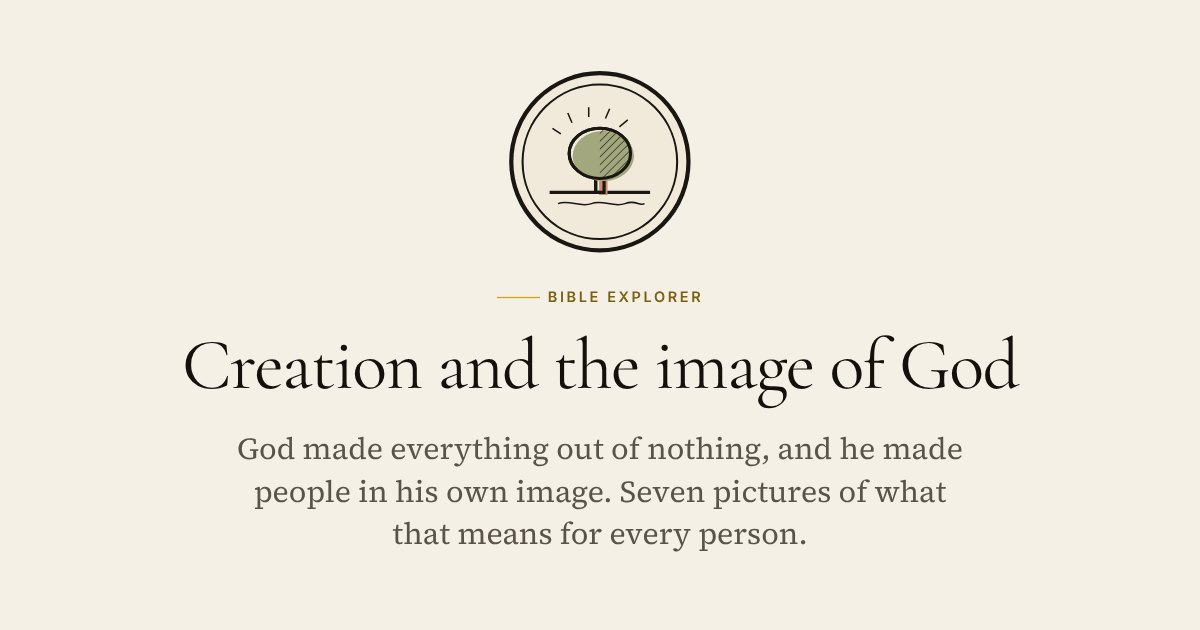 BIBLE EXPLORER
Creation and the image of God
God made everything out of nothing, and he made
people in his own image. Seven pictures of what
that means for every person.